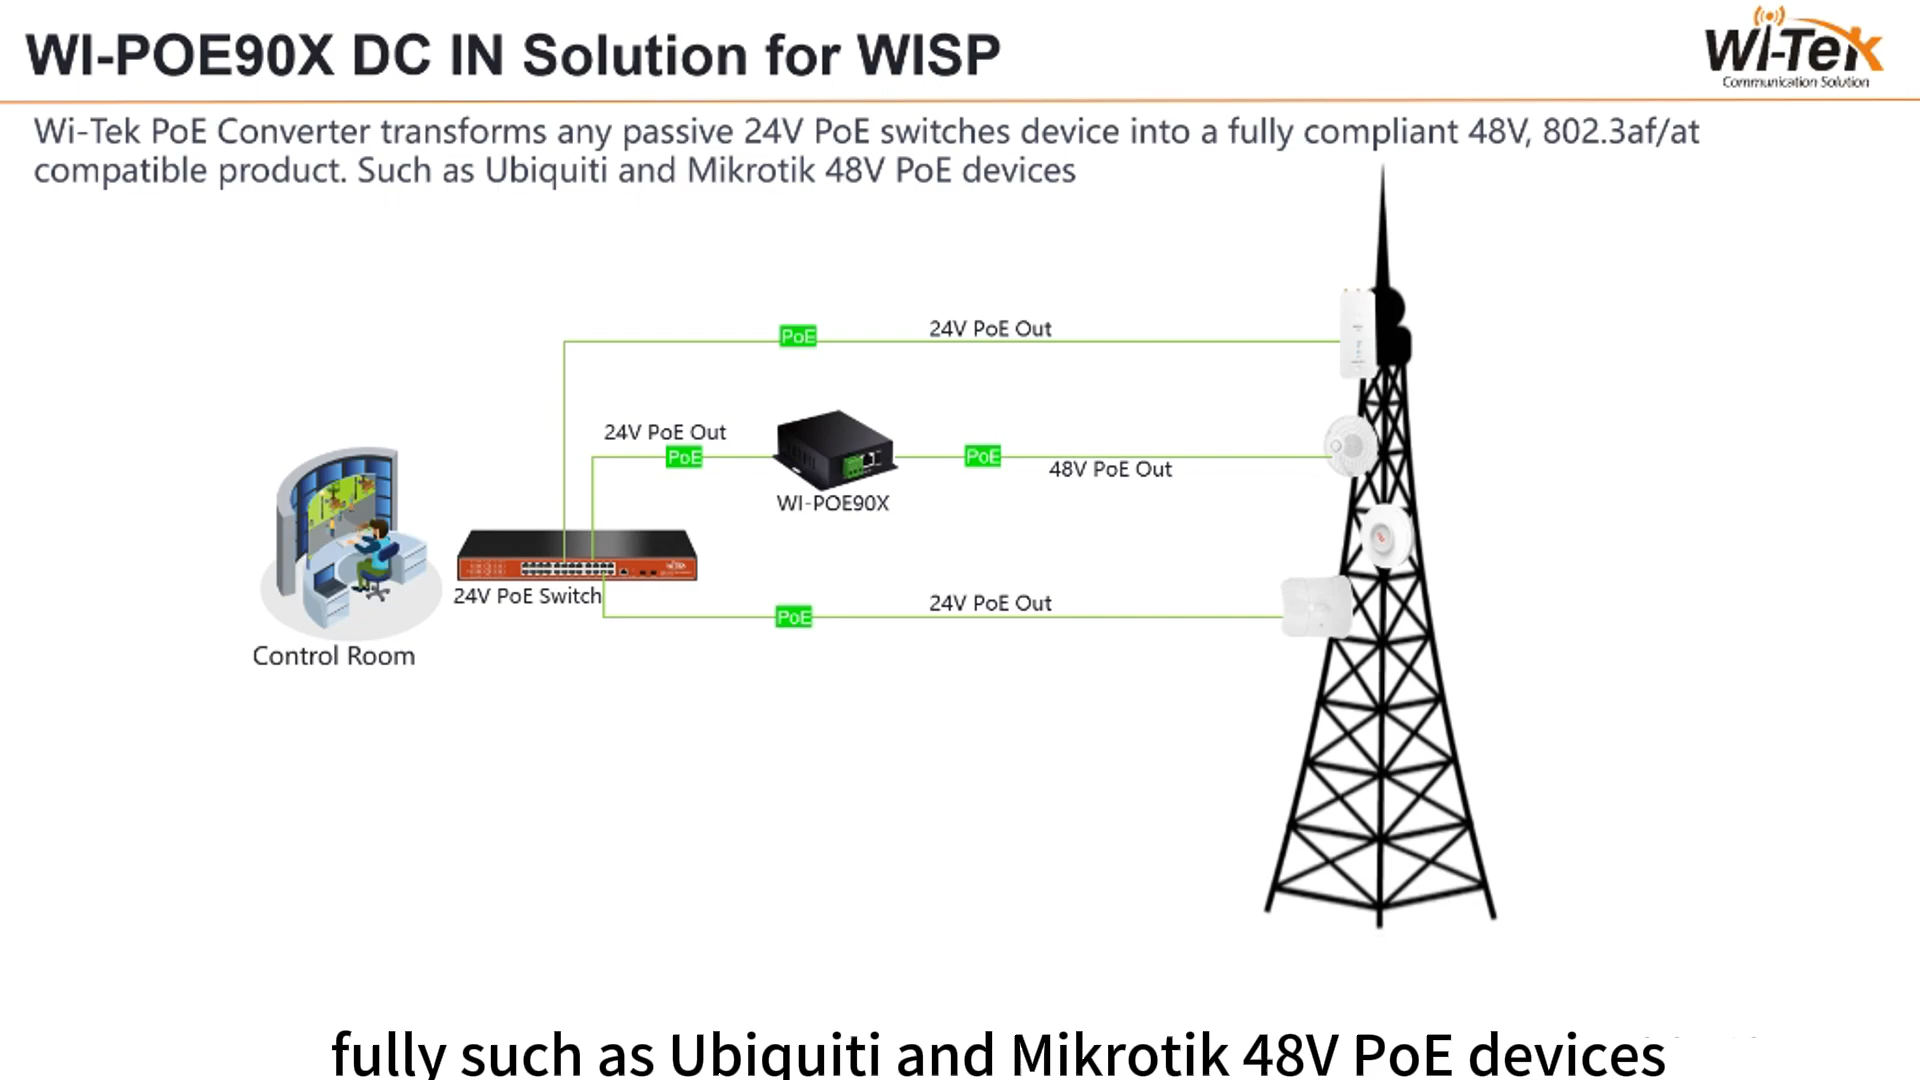 WI-POE90X DC IN Solution for WISP
Wi-Tek
Communication Solution
Wi-Tek PoE Converter transforms any passive 24V PoE switches device into a fully compliant 48V, 802.3af/at
compatible product. Such as Ubiquiti and Mikrotik 48V PoE devices
PoE
24V PoE Out
24V PoE Out
PoE
WI-POE90X
PoE
48V PoE Out
24V PoE Switch
PoE
24V PoE Out
Control Room
fully such as Ubiquiti and Mikrotik 48V PoE devices